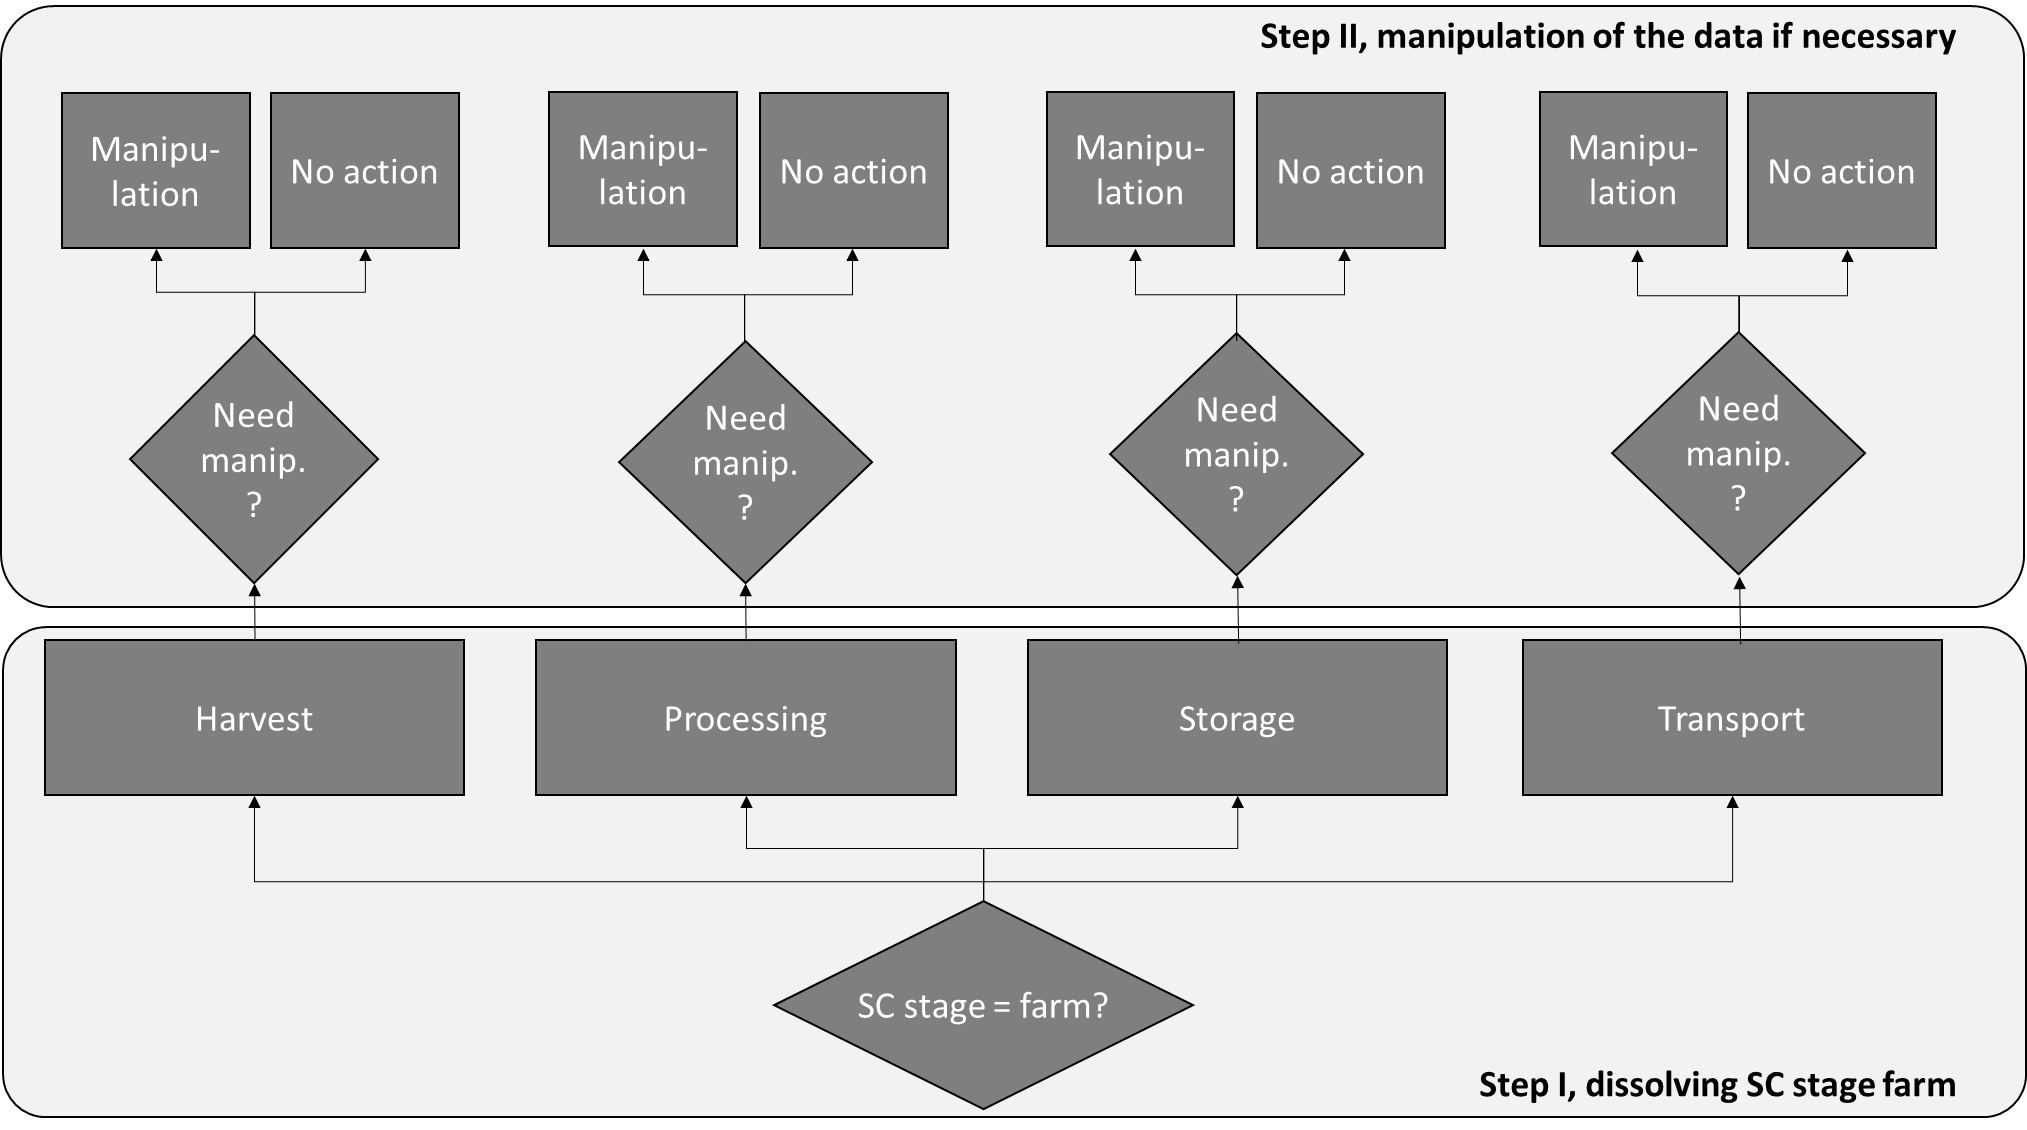 Step II, manipulation of the data if necessary
Manipu-
lation
No action
Manipu-
lation
No action
Manipu-
lation
No action
Manipu-
lation
No action
Need
manip.
?
Need
manip.
?
Need
manip.
?
Need
manip.
?
Harvest
Processing
Storage
Transport
SC stage = farm?
Step I, dissolving SC stage farm